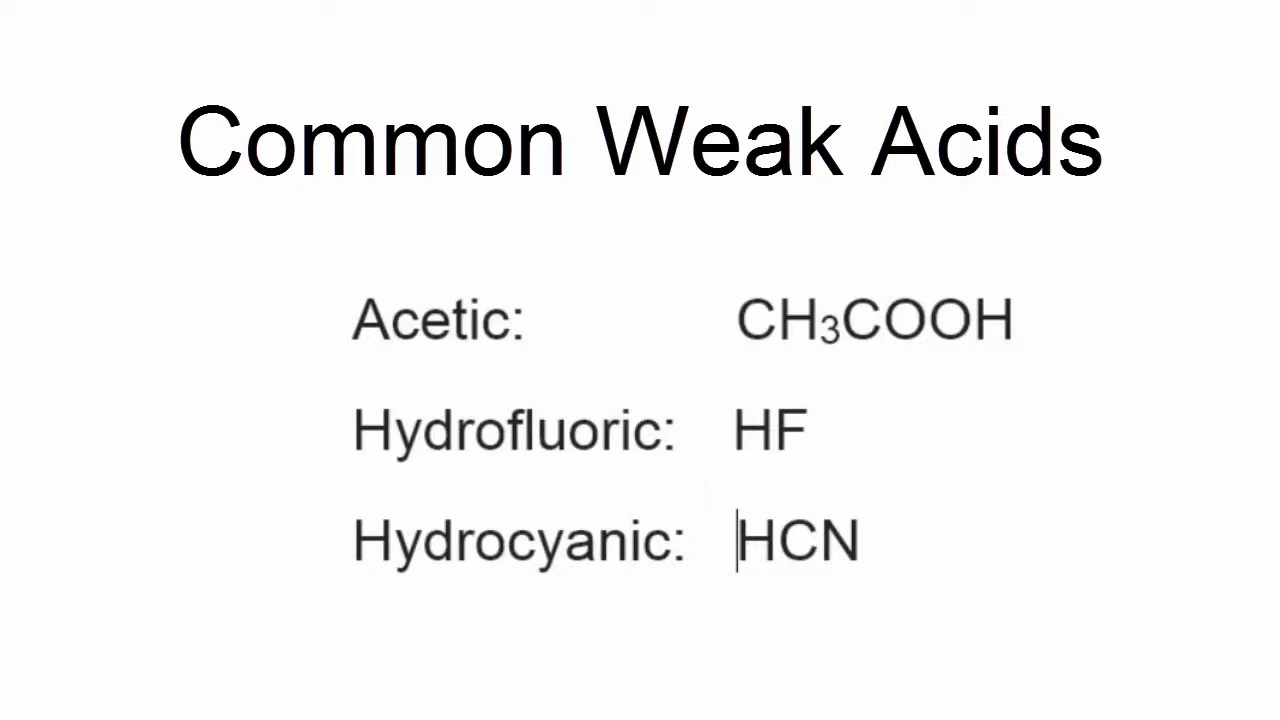 Common Weak Acids
Acetic: CH₃COOH
Hydrofluoric: HF
Hydrocyanic: HCN